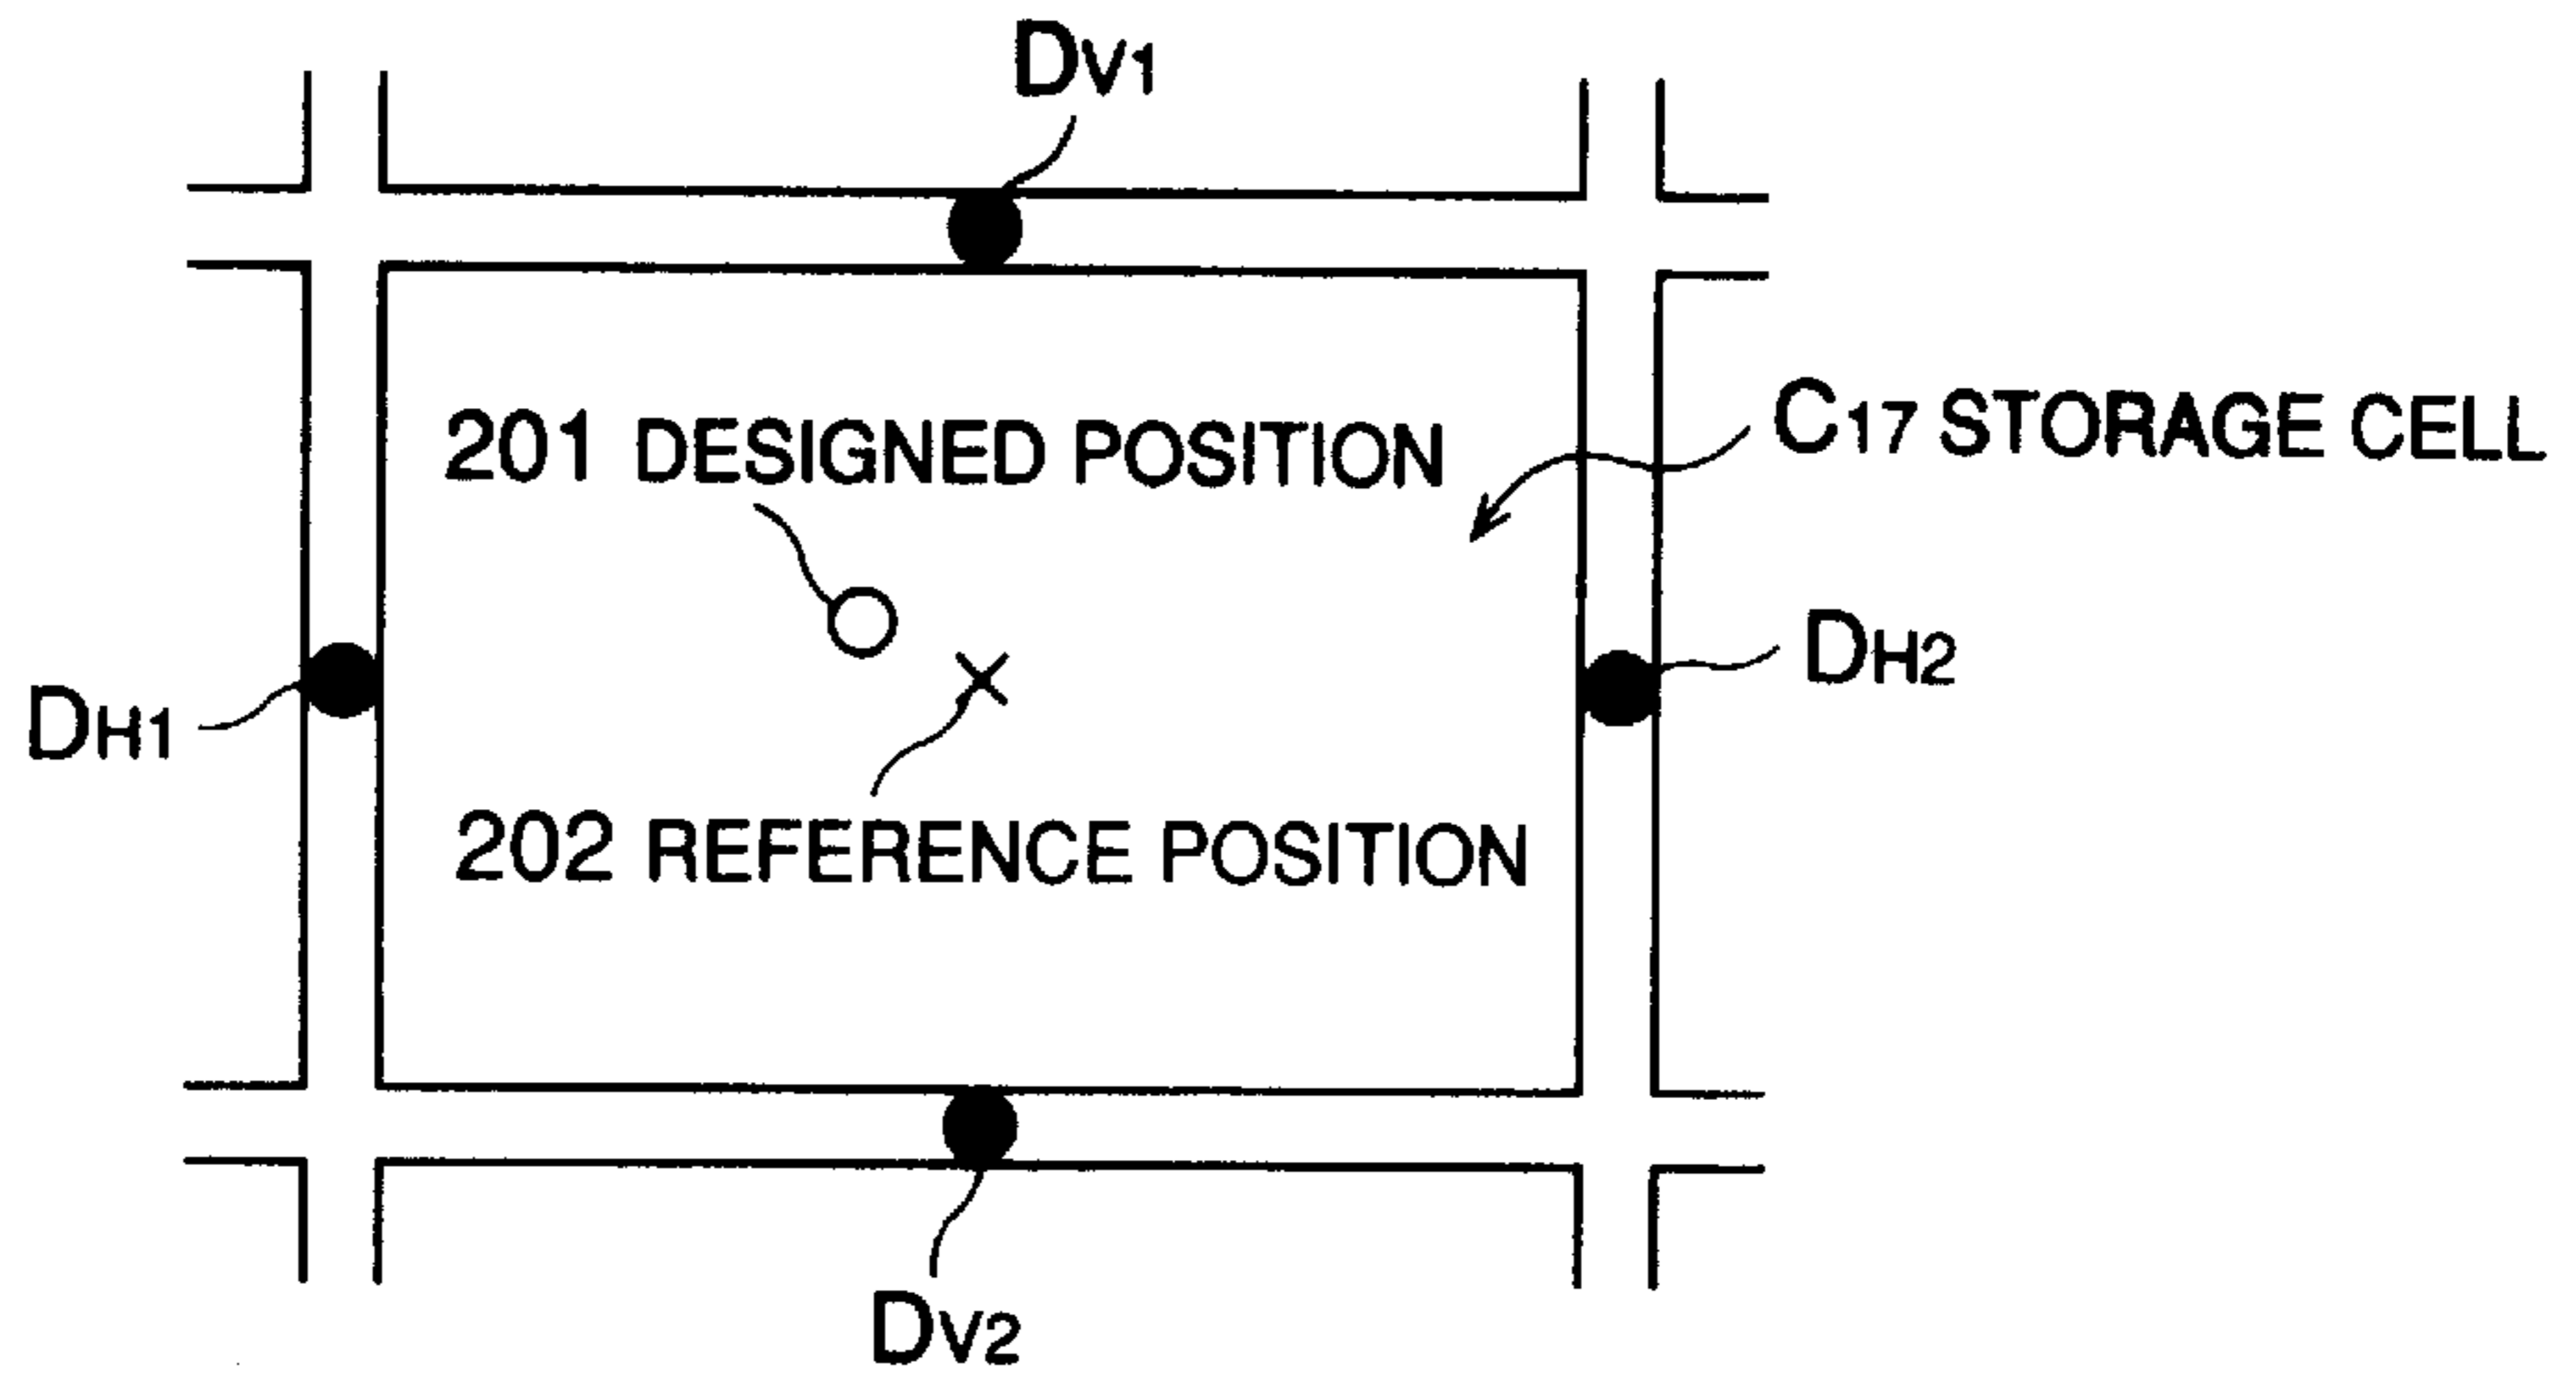 DV1
C17 STORAGE CELL
201 DESIGNED POSITION
DH2
DH1
202 REFERENCE POSITION
DV2